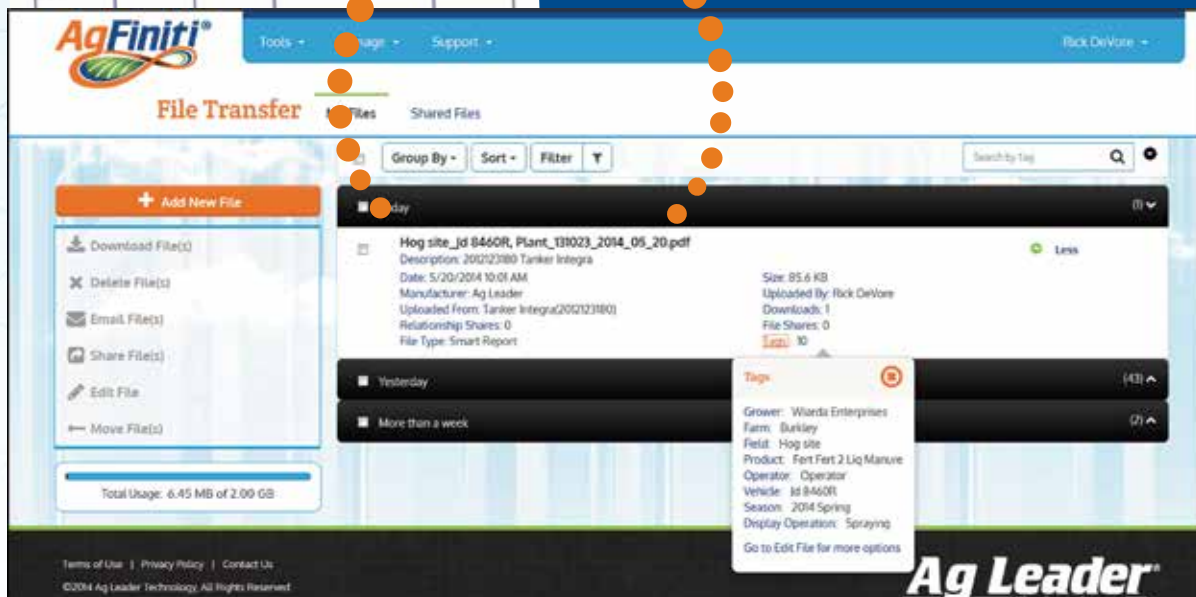 AgFiniti®
Tools
Support
Rick DeVore
File Transfer
Files
Shared Files
Group By
Sort
Filter
Search by Tag
+ Add New File
day
(1)
Download File(s)
Delete File(s)
Email File(s)
Share File(s)
Edit File
Move File(s)
Total Usage: 6.45 MB of 2.00 GB
Hog site_Jd 8460R, Plant_131023_2014_05_20.pdf
Less
Description: 2012123180 Tanker Integra
Date: 5/20/2014 10:01 AM
Manufacturer: Ag Leader
Uploaded From: Tanker Integra(2012123180)
Relationship Shares: 0
File Type: Smart Report
Size: 85.6 KB
Uploaded By: Rick DeVore
Downloads: 1
File Shares: 0
Tags: 10
Yesterday
(43)
More than a week
(2)
Tags
Grower: Wiarda Enterprises
Farm: Burkley
Field: Hog site
Product: Fert Fert 2 Liq Manure
Operator: Operator
Vehicle: Jd 8460R
Season: 2014 Spring
Display Operation: Spraying
Go to Edit File for more options
Terms of Use | Privacy Policy | Contact Us
©2014 Ag Leader Technology, All Rights Reserved
Ag Leader